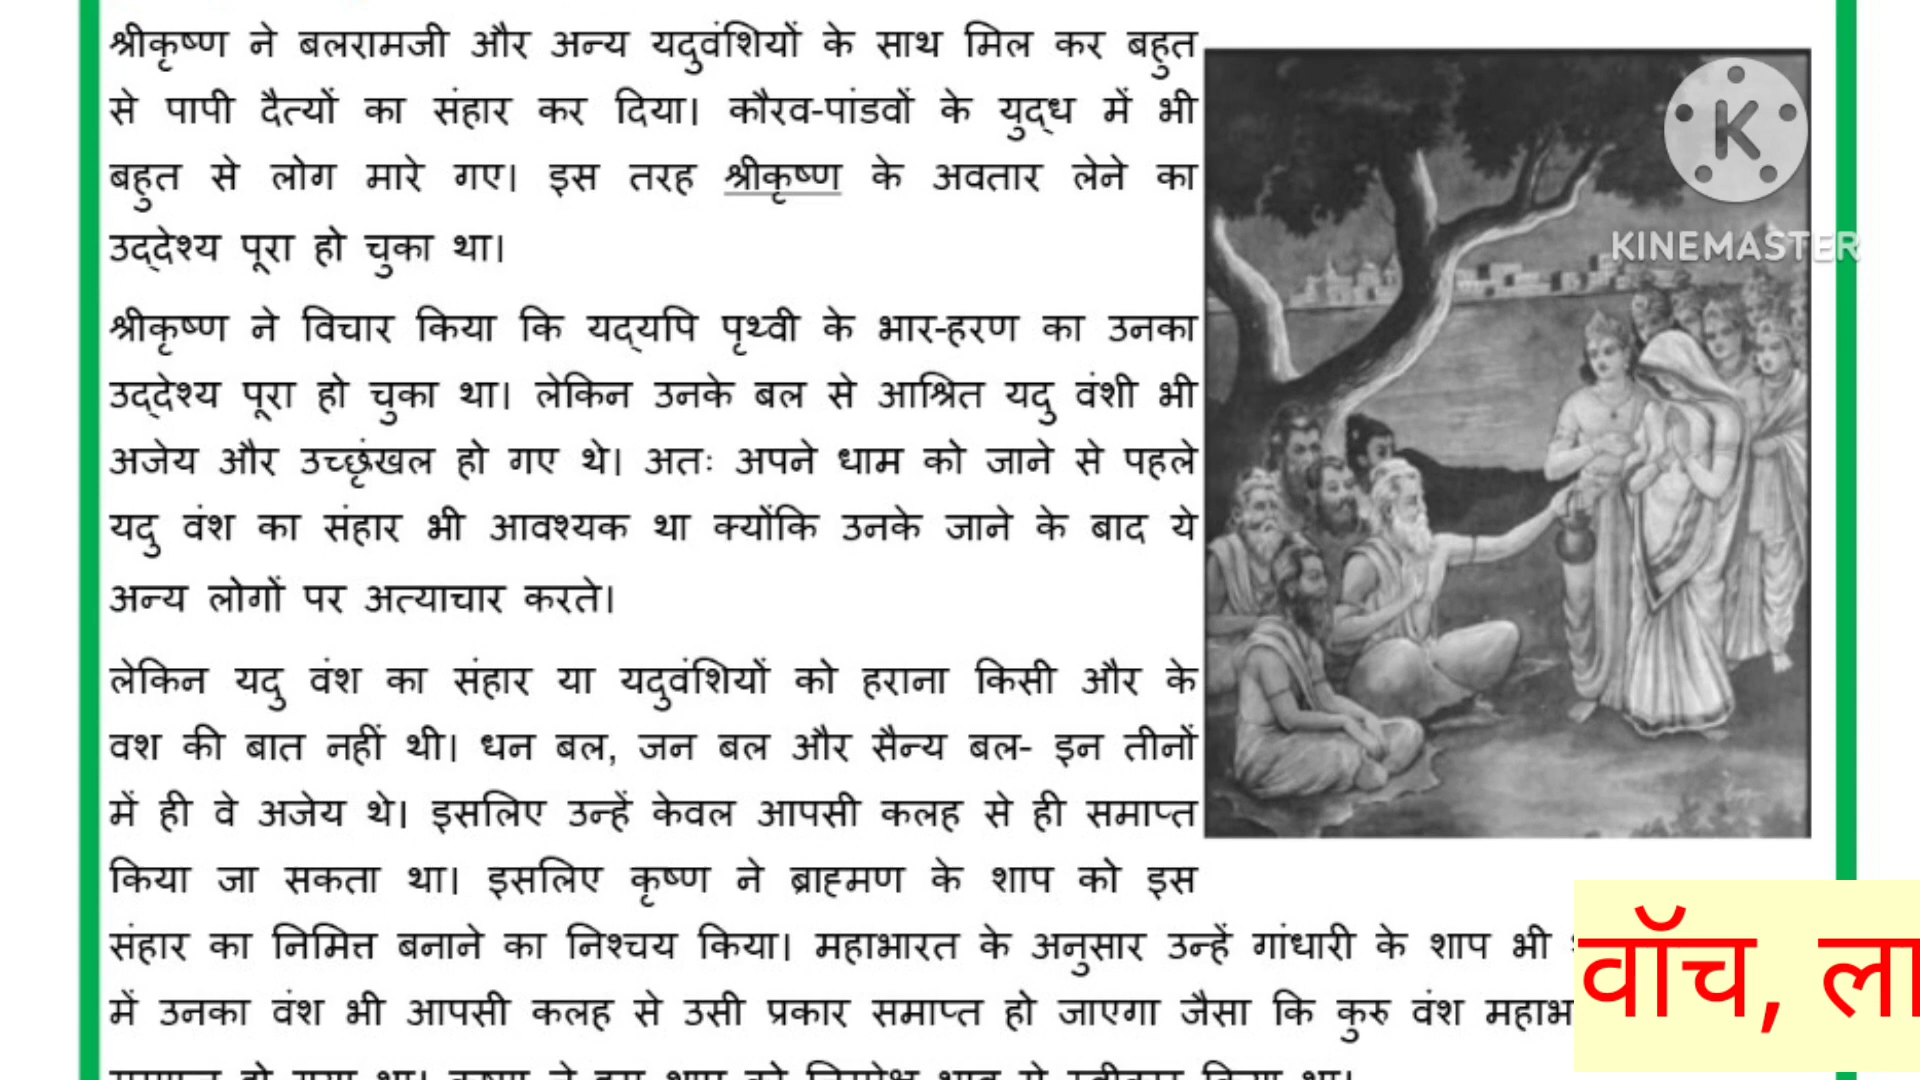 श्रीकृष्ण ने बलरामजी और अन्य यदुवंशियों के साथ मिल कर बहुत
से पापी दैत्यों का संहार कर दिया। कौरव-पांडवों के युद्ध में भी
बहुत से लोग मारे गए। इस तरह श्रीकृष्ण के अवतार लेने का
उद्देश्य पूरा हो चुका था।
श्रीकृष्ण ने विचार किया कि यद्यपि पृथ्वी के भार-हरण का उनका
उद्देश्य पूरा हो चुका था। लेकिन उनके बल से आश्रित यदु वंशी भी
अजेय और उच्छृंखल हो गए थे। अतः अपने धाम को जाने से पहले
यदु वंश का संहार भी आवश्यक था क्योंकि उनके जाने के बाद ये
अन्य लोगों पर अत्याचार करते।
लेकिन यदु वंश का संहार या यदुवंशियों को हराना किसी और के
वश की बात नहीं थी। धन बल, जन बल और सैन्य बल- इन तीनों
में ही वे अजेय थे। इसलिए उन्हें केवल आपसी कलह से ही समाप्त
किया जा सकता था। इसलिए कृष्ण ने ब्राह्मण के शाप को इस
संहार का निमित्त बनाने का निश्चय किया। महाभारत के अनुसार उन्हें गांधारी के शाप भी
में उनका वंश भी आपसी कलह से उसी प्रकार समाप्त हो जाएगा जैसा कि कुरु वंश
K
KINEMASTER
वॉच,